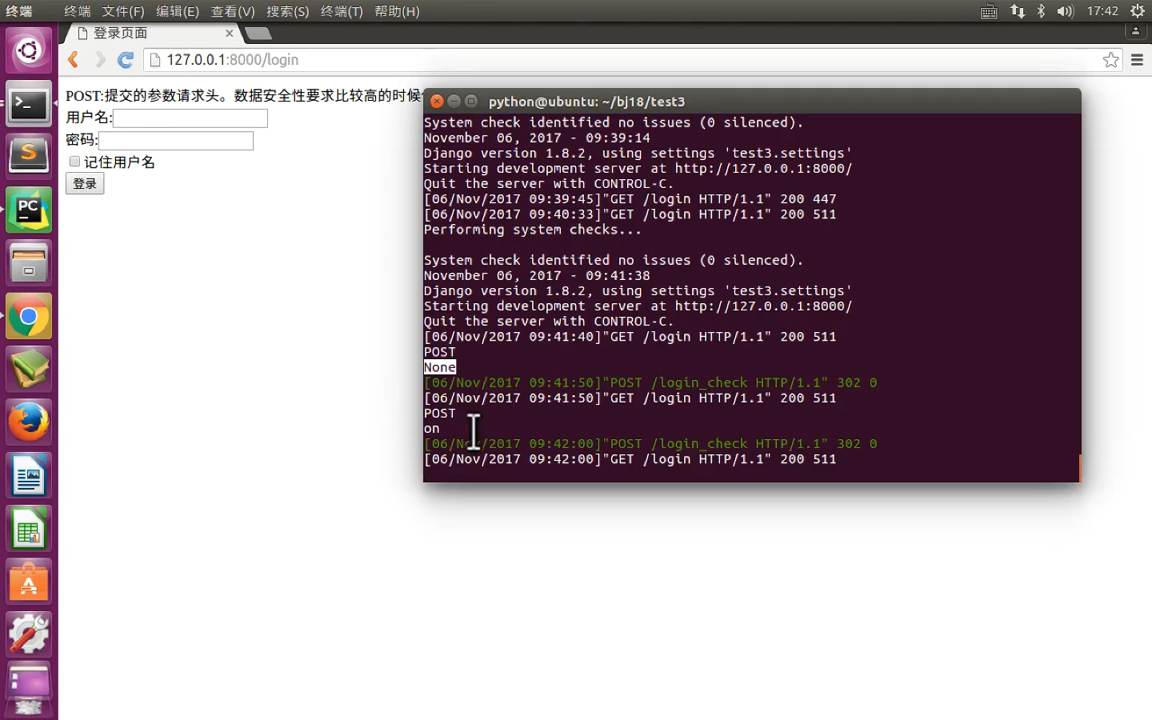 终端 终端 文件(F) 编辑(E) 查看(V) 搜索(S) 终端(T) 帮助(H) 17:42
登录页面
127.0.0.1:8000/login
POST:提交的参数请求头。数据安全性要求比较高的时候
用户名:
密码:
记住用户名
登录
python@ubuntu: ~/bj18/test3
System check identified no issues (0 silenced).
November 06, 2017 - 09:39:14
Django version 1.8.2, using settings 'test3.settings'
Starting development server at http://127.0.0.1:8000/
Quit the server with CONTROL-C.
[06/Nov/2017 09:39:45]"GET /login HTTP/1.1" 200 447
[06/Nov/2017 09:40:33]"GET /login HTTP/1.1" 200 511
Performing system checks...
System check identified no issues (0 silenced).
November 06, 2017 - 09:41:38
Django version 1.8.2, using settings 'test3.settings'
Starting development server at http://127.0.0.1:8000/
Quit the server with CONTROL-C.
[06/Nov/2017 09:41:40]"GET /login HTTP/1.1" 200 511
POST
None
[06/Nov/2017 09:41:50]"POST /login_check HTTP/1.1" 302 0
[06/Nov/2017 09:41:50]"GET /login HTTP/1.1" 200 511
POST
on
[06/Nov/2017 09:42:00]"POST /login_check HTTP/1.1" 302 0
[06/Nov/2017 09:42:00]"GET /login HTTP/1.1" 200 511
PC